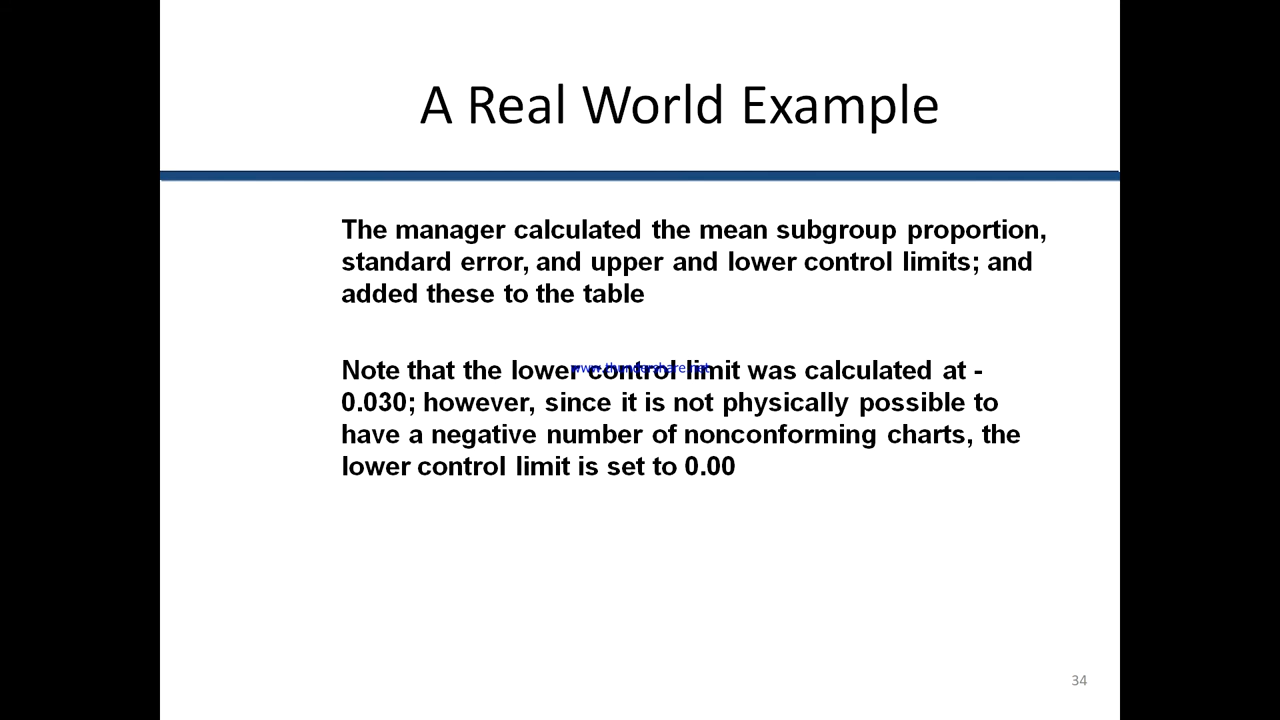 A Real World Example
The manager calculated the mean subgroup proportion,
standard error, and upper and lower control limits; and
added these to the table
Note that the lower control limit was calculated at -
www.thundershare.net
0.030; however, since it is not physically possible to
have a negative number of nonconforming charts, the
lower control limit is set to 0.00
34